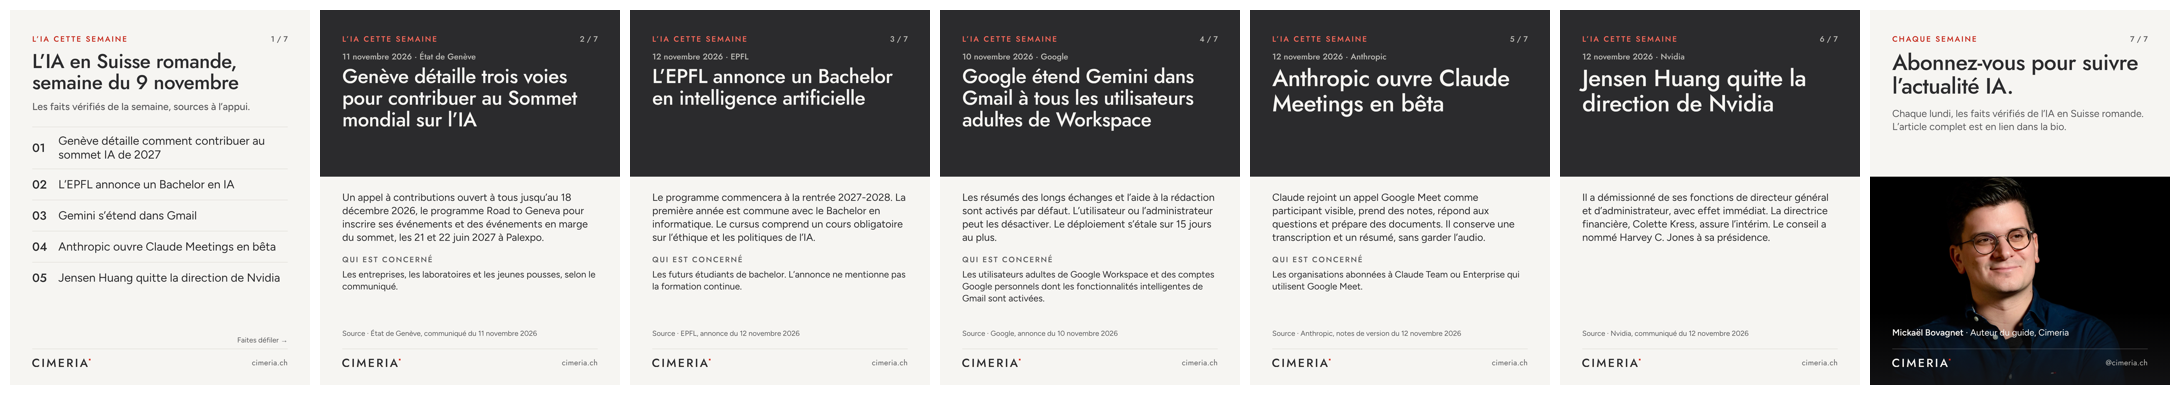 L'IA CETTE SEMAINE
1 / 7
L'IA en Suisse romande,
semaine du 9 novembre
Les faits vérifiés de la semaine, sources à l'appui.
01 Genève détaille comment contribuer au
sommet IA de 2027
02 L'EPFL annonce un Bachelor en IA
03 Gemini s'étend dans Gmail
04 Anthropic ouvre Claude Meetings en bêta
05 Jensen Huang quitte la direction de Nvidia
Faites défiler →
CIMERIA
cimeria.ch
L'IA CETTE SEMAINE
2 / 7
11 novembre 2026 · État de Genève
Genève détaille trois voies
pour contribuer au Sommet
mondial sur l'IA
Un appel à contributions ouvert à tous jusqu'au 18
décembre 2026, le programme Road to Geneva pour
inscrire ses événements et des événements en marge
du sommet, les 21 et 22 juin 2027 à Palexpo.
QUI EST CONCERNÉ
Les entreprises, les laboratoires et les jeunes pousses, selon le
communiqué.
Source · État de Genève, communiqué du 11 novembre 2026
CIMERIA
cimeria.ch
L'IA CETTE SEMAINE
3 / 7
12 novembre 2026 · EPFL
L'EPFL annonce un Bachelor
en intelligence artificielle
Le programme commencera à la rentrée 2027-2028. La
première année est commune avec le Bachelor en
informatique. Le cursus comprend un cours obligatoire
sur l'éthique et les politiques de l'IA.
QUI EST CONCERNÉ
Les futurs étudiants de bachelor. L'annonce ne mentionne pas
la formation continue.
Source · EPFL, annonce du 12 novembre 2026
CIMERIA
cimeria.ch
L'IA CETTE SEMAINE
4 / 7
10 novembre 2026 · Google
Google étend Gemini dans
Gmail à tous les utilisateurs
adultes de Workspace
Les résumés des longs échanges et l'aide à la rédaction
sont activés par défaut. L'utilisateur ou l'administrateur
peut les désactiver. Le déploiement s'étale sur 15 jours
au plus.
QUI EST CONCERNÉ
Les utilisateurs adultes de Google Workspace et des comptes
Google personnels dont les fonctionnalités intelligentes de
Gmail sont activées.
Source · Google, annonce du 10 novembre 2026
CIMERIA
cimeria.ch
L'IA CETTE SEMAINE
5 / 7
12 novembre 2026 · Anthropic
Anthropic ouvre Claude
Meetings en bêta
Claude rejoint un appel Google Meet comme
participant visible, prend des notes, répond aux
questions et prépare des documents. Il conserve une
transcription et un résumé, sans garder l'audio.
QUI EST CONCERNÉ
Les organisations abonnées à Claude Team ou Enterprise qui
utilisent Google Meet.
Source · Anthropic, notes de version du 12 novembre 2026
CIMERIA
cimeria.ch
L'IA CETTE SEMAINE
6 / 7
12 novembre 2026 · Nvidia
Jensen Huang quitte la
direction de Nvidia
Il a démissionné de ses fonctions de directeur général
et d'administrateur, avec effet immédiat. La directrice
financière, Colette Kress, assure l'intérim. Le conseil a
nommé Harvey C. Jones à sa présidence.
Source · Nvidia, communiqué du 12 novembre 2026
CIMERIA
cimeria.ch
CHAQUE SEMAINE
7 / 7
Abonnez-vous pour suivre
l'actualité IA.
Chaque lundi, les faits vérifiés de l'IA en Suisse romande.
L'article complet est en lien dans la bio.
Mickaël Bovagnet · Auteur du guide, Cimeria
CIMERIA
@cimeria.ch